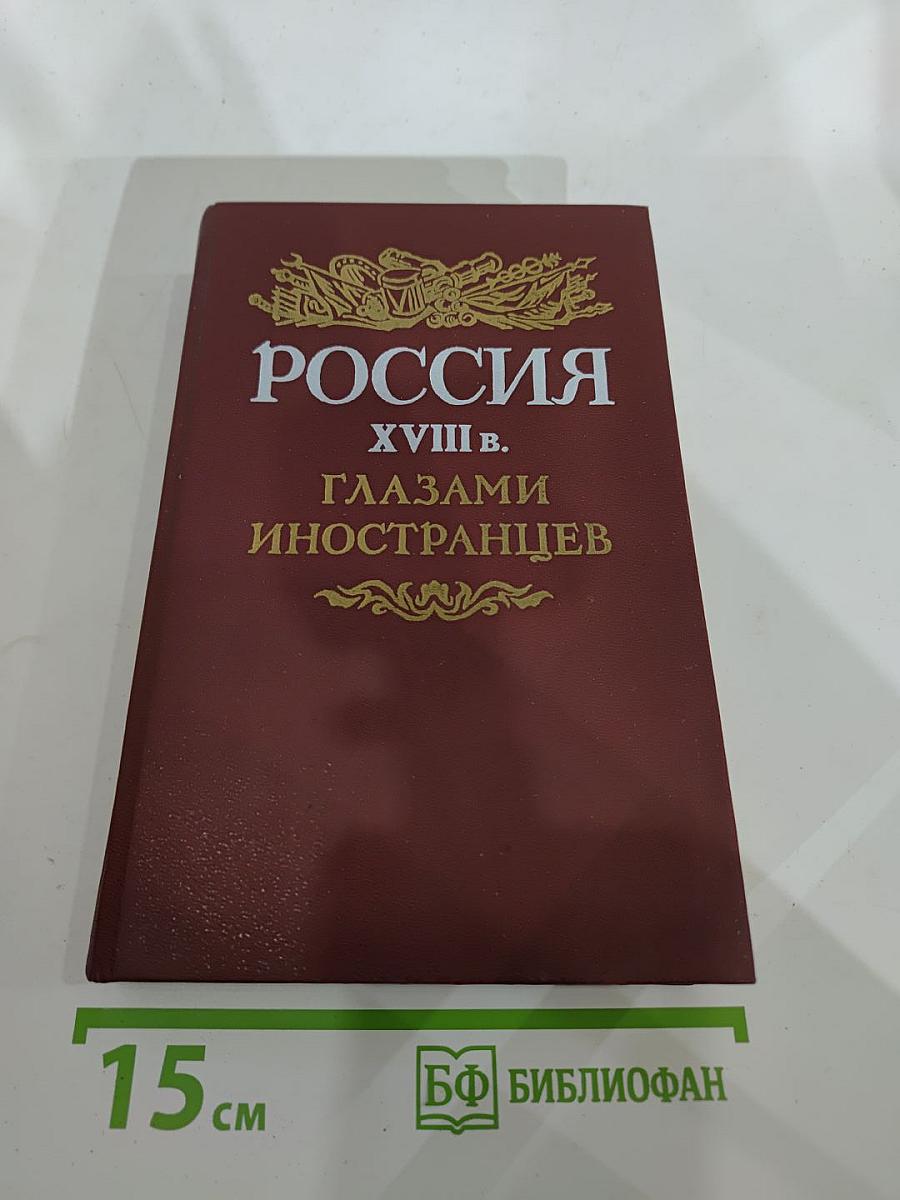 РОССИЯ
XVIII в.
ГЛАЗАМИ
ИНОСТРАНЦЕВ
15 см
БФ БИБЛИОФАН